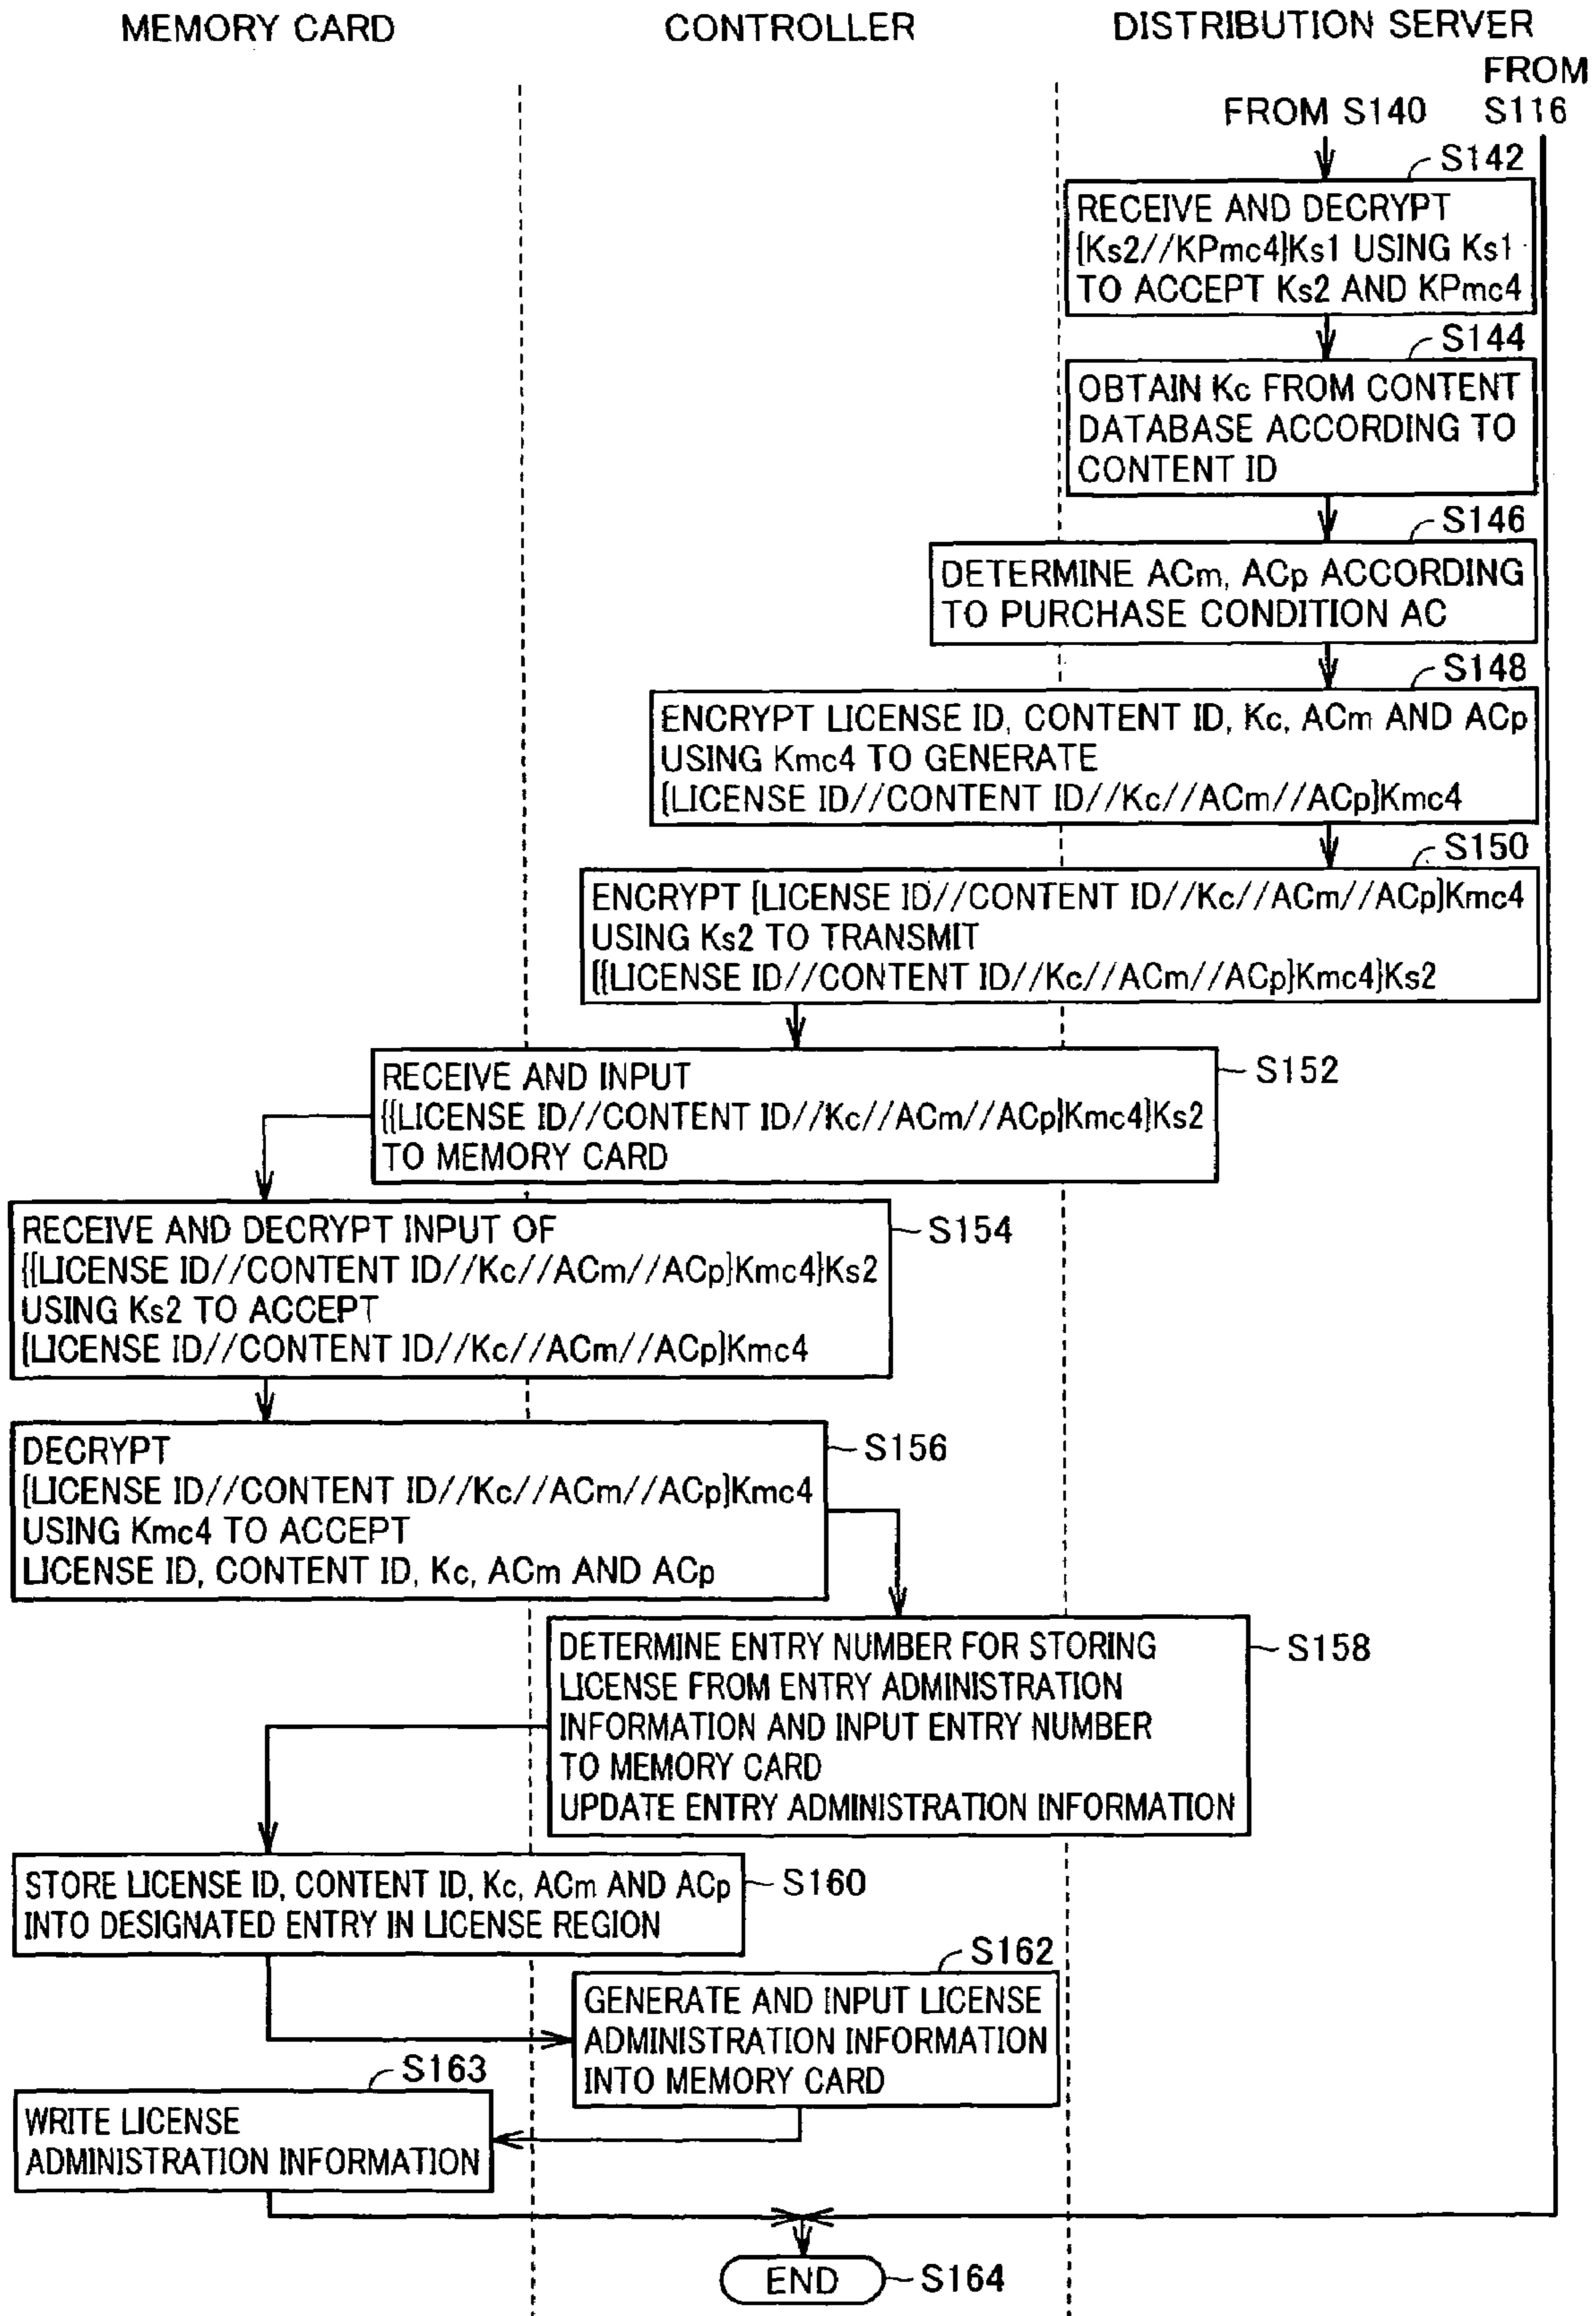 MEMORY CARD
CONTROLLER
DISTRIBUTION SERVER
FROM S140
FROM
S116
S142
RECEIVE AND DECRYPT
{Ks2//KPmc4}Ks1 USING Ks1
TO ACCEPT Ks2 AND KPmc4
S144
OBTAIN Kc FROM CONTENT
DATABASE ACCORDING TO
CONTENT ID
S146
DETERMINE ACm, ACp ACCORDING
TO PURCHASE CONDITION AC
S148
ENCRYPT LICENSE ID, CONTENT ID, Kc, ACm AND ACp
USING Kmc4 TO GENERATE
{LICENSE ID//CONTENT ID//Kc//ACm//ACp}Kmc4
S150
ENCRYPT {LICENSE ID//CONTENT ID//Kc//ACm//ACp}Kmc4
USING Ks2 TO TRANSMIT
{{LICENSE ID//CONTENT ID//Kc//ACm//ACp}Kmc4}Ks2
S152
RECEIVE AND INPUT
{{LICENSE ID//CONTENT ID//Kc//ACm//ACp}Kmc4}Ks2
TO MEMORY CARD
S154
RECEIVE AND DECRYPT INPUT OF
{{LICENSE ID//CONTENT ID//Kc//ACm//ACp}Kmc4}Ks2
USING Ks2 TO ACCEPT
{LICENSE ID//CONTENT ID//Kc//ACm//ACp}Kmc4
S156
DECRYPT
{LICENSE ID//CONTENT ID//Kc//ACm//ACp}Kmc4
USING Kmc4 TO ACCEPT
LICENSE ID, CONTENT ID, Kc, ACm AND ACp
S158
DETERMINE ENTRY NUMBER FOR STORING
LICENSE FROM ENTRY ADMINISTRATION
INFORMATION AND INPUT ENTRY NUMBER
TO MEMORY CARD
UPDATE ENTRY ADMINISTRATION INFORMATION
S160
STORE LICENSE ID, CONTENT ID, Kc, ACm AND ACp
INTO DESIGNATED ENTRY IN LICENSE REGION
S162
GENERATE AND INPUT LICENSE
ADMINISTRATION INFORMATION
INTO MEMORY CARD
S163
WRITE LICENSE
ADMINISTRATION INFORMATION
END
S164